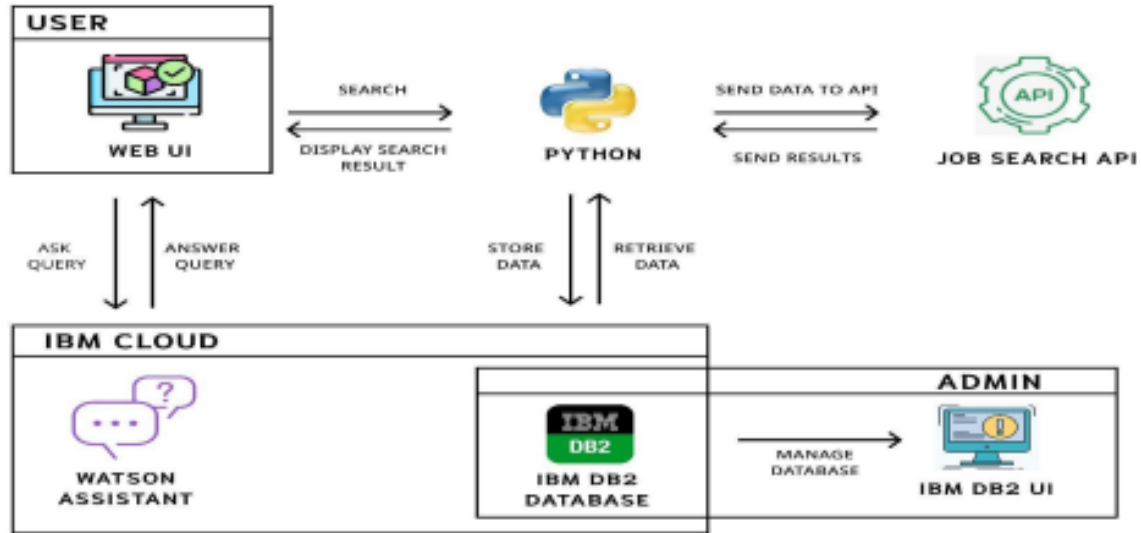 USER
WEB UI
SEARCH
DISPLAY SEARCH
RESULT
PYTHON
SEND DATA TO API
SEND RESULTS
API
JOB SEARCH API
ASK
QUERY
ANSWER
QUERY
STORE
DATA
RETRIEVE
DATA
IBM CLOUD
?
WATSON
ASSISTANT
IBM
DB2
IBM DB2
DATABASE
MANAGE
DATABASE
ADMIN
IBM DB2 UI